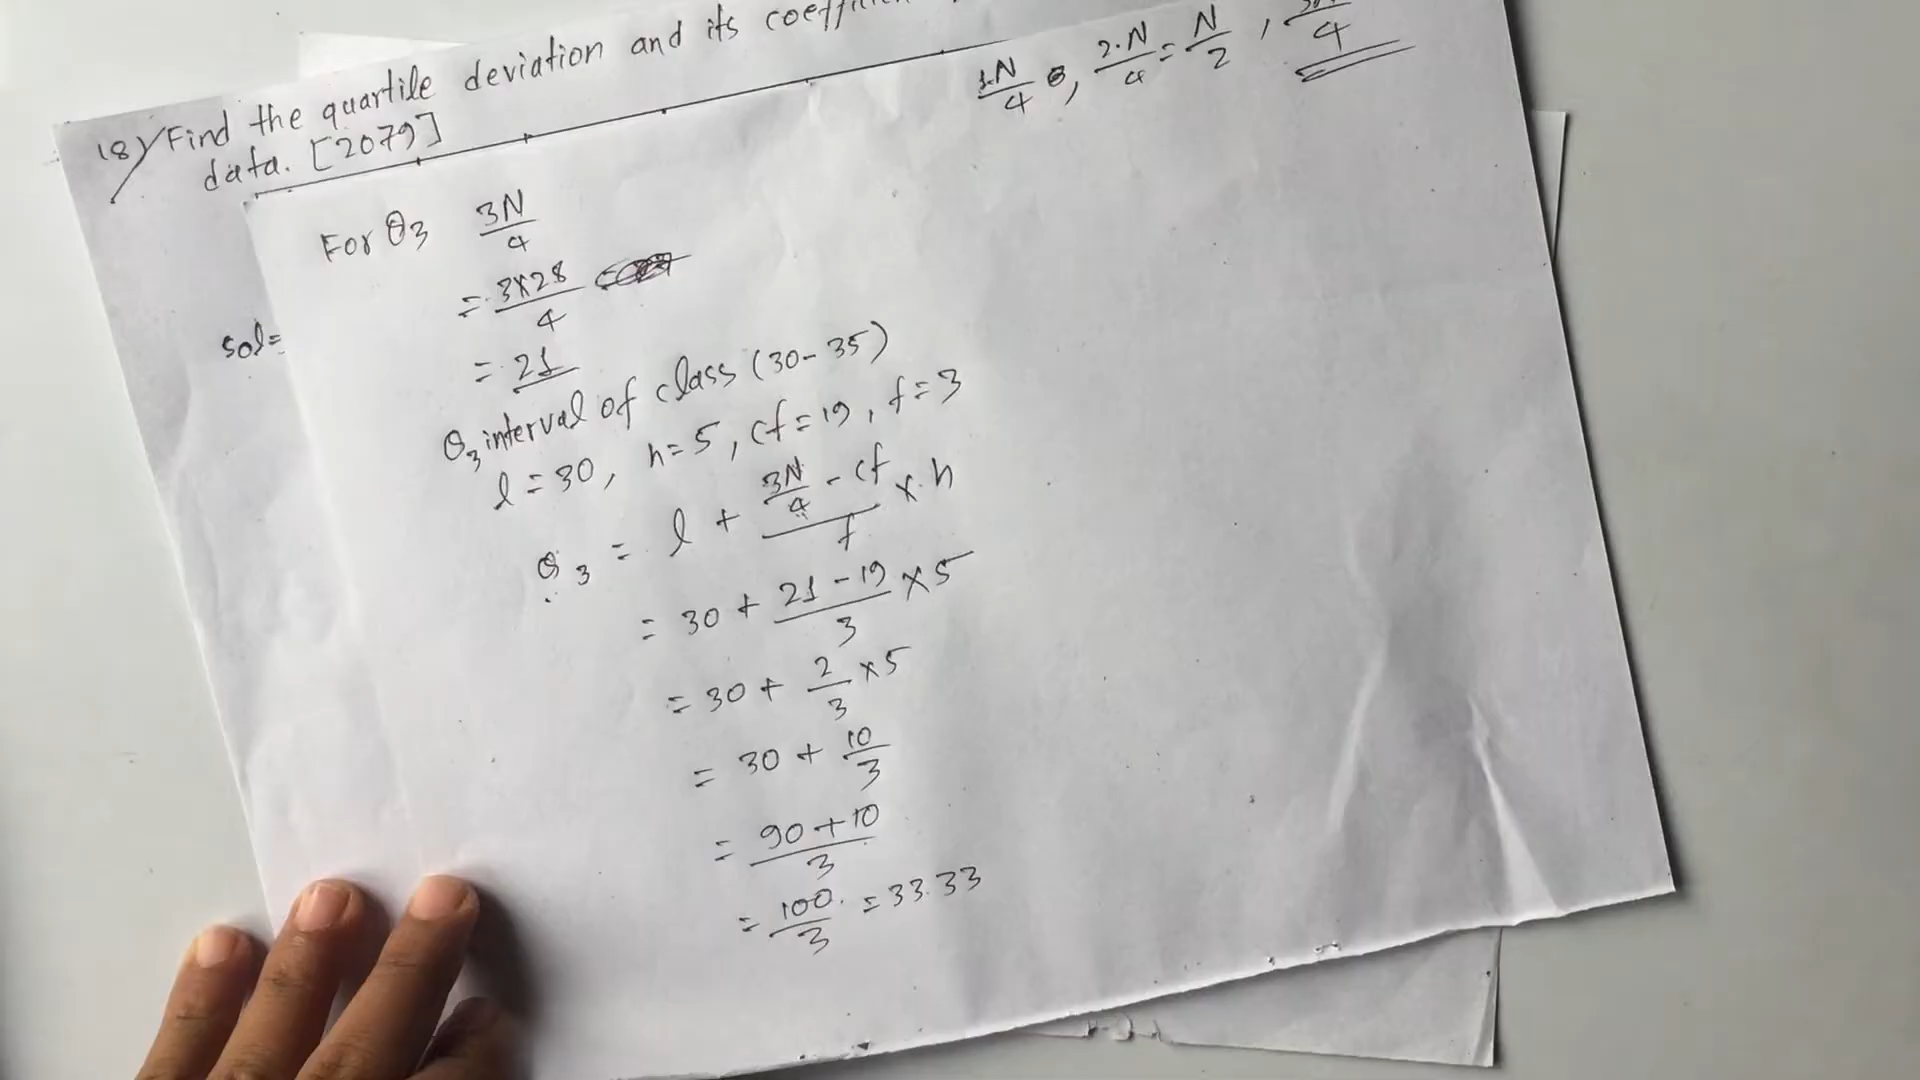 18) Find the quartile deviation and its
data. [2079]
1.N/4, 2.N/4 = N/2, /4
For Q3 3N/4
= 3×28/4
= 21
sol=
Q3 interval of class (30-35)
l = 30, h = 5, cf = 19, f = 3
Q3 = l + (3N/4 - cf)/f × h
= 30 + (21-19)/3 × 5
= 30 + 2/3 × 5
= 30 + 10/3
= (90+10)/3
= 100/3 = 33.33